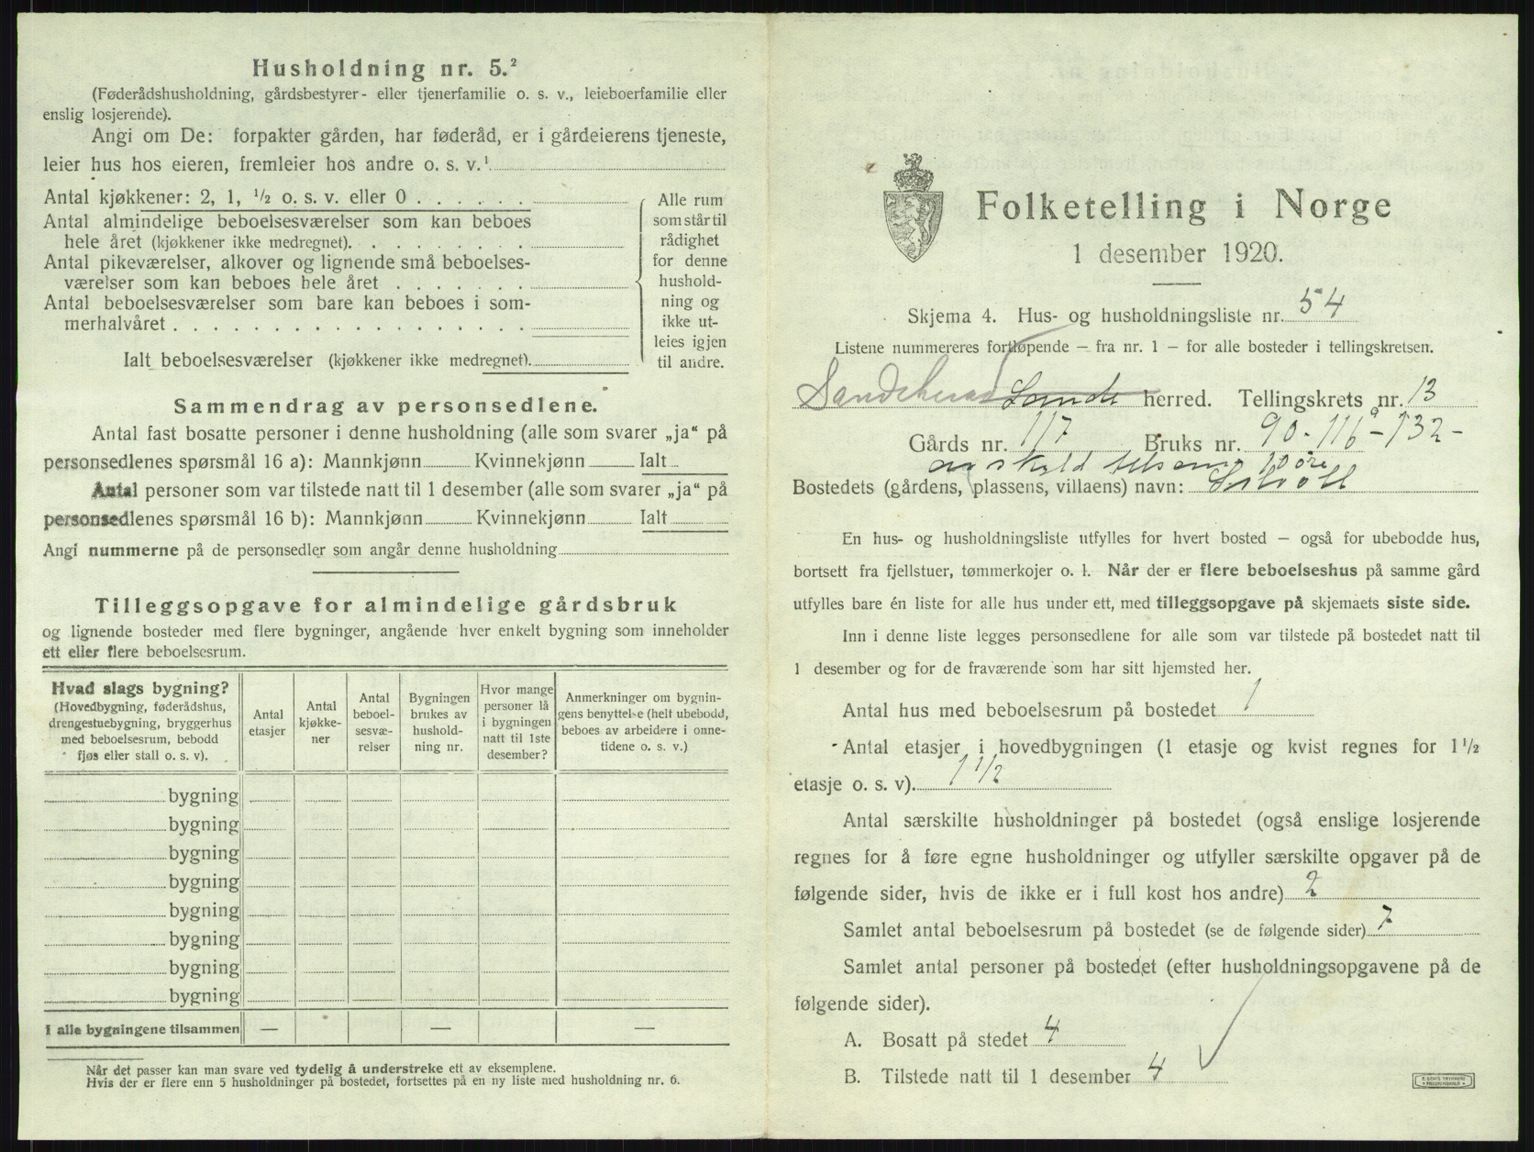 Husholdning nr. 5.²
(Føderådshusholdning, gårdsbestyrer- eller tjenerfamilie o. s. v., leieboerfamilie eller
enslig losjerende).
Angi om De: forpakter gården, har føderåd, er i gårdeierens tjeneste,
leier hus hos eieren, fremleier hos andre o. s. v.¹
Antal kjøkkener: 2, 1, ½ o. s. v. eller 0
Antal almindelige beboelsesværelser som kan beboes
hele året (kjøkkener ikke medregnet).
Antal pikeværelser, alkover og lignende små beboelses-
værelser som kan beboes hele året
Antal beboelsesværelser som bare kan beboes i som-
merhalvåret
Ialt beboelsesværelser (kjøkkener ikke medregnet).
Alle rum
som står til
rådighet
for denne
hushold-
ning og
ikke ut-
leies igjen
til andre.
Sammendrag av personsedlene.
Antal fast bosatte personer i denne husholdning (alle som svarer „ja“ på
personsedlenes spørsmål 16 a): Mannkjønn Kvinnekjønn Ialt
Antal personer som var tilstede natt til 1 desember (alle som svarer „ja“ på
personsedlenes spørsmål 16 b): Mannkjønn Kvinnekjønn Ialt
Angi nummerne på de personsedler som angår denne husholdning
Tilleggsopgave for almindelige gårdsbruk
og lignende bosteder med flere bygninger, angående hver enkelt bygning som inneholder
ett eller flere beboelsesrum.
Hvad slags bygning?
(Hovedbygning, føderådshus,
drengestuebygning, bryggerhus
med beboelsesrum, bebodd
fjøs eller stall o. s. v).
Antal
etasjer
Antal
kjøkke-
ner
Antal
beboel-
sesvæ-
relser
Bygningen
brukes av
hushold-
ning nr.
Hvor mange
personer lå
i bygningen
natt til 1ste
desember?
Anmerkninger om bygnin-
gens benyttelse (helt ubebodd,
beboes av arbeidere i onne-
tidene o. s. v.)
bygning
bygning
bygning
bygning
bygning
bygning
bygning
bygning
I alle bygningene tilsammen — — —
Når det passer kan man svare ved tydelig å understreke ett av eksemplene.
Hvis der er flere enn 5 husholdninger på bostedet, fortsettes på en ny liste med husholdning nr. 6.
Folketelling i Norge
1 desember 1920.
Skjema 4. Hus- og husholdningsliste nr. 54
Listene nummereres fortløpende — fra nr. 1 — for alle bosteder i tellingskretsen.
Sandeherad herred. Tellingskrets nr. 13
Gårds nr. 117 Bruks nr. 90 - 116 - 132 -
Bostedets (gårdens, plassens, villaens) navn: Solvoll
En hus- og husholdningsliste utfylles for hvert bosted — også for ubebodde hus,
bortsett fra fjellstuer, tømmerkojer o. l. Når der er flere beboelseshus på samme gård
utfylles bare én liste for alle hus under ett, med tilleggsopgave på skjemaets siste side.
Inn i denne liste legges personsedlene for alle som var tilstede på bostedet natt til
1 desember og for de fraværende som har sitt hjemsted her.
Antal hus med beboelsesrum på bostedet 1
Antal etasjer i hovedbygningen (1 etasje og kvist regnes for 1½
etasje o. s. v). 1 1/2
Antal særskilte husholdninger på bostedet (også enslige losjerende
regnes for å føre egne husholdninger og utfyller særskilte opgaver på de
følgende sider, hvis de ikke er i full kost hos andre) 2
Samlet antal beboelsesrum på bostedet (se de følgende sider) 7
Samlet antal personer på bostedet (efter husholdningsopgavene på de
følgende sider).
A. Bosatt på stedet 4
B. Tilstede natt til 1 desember 4